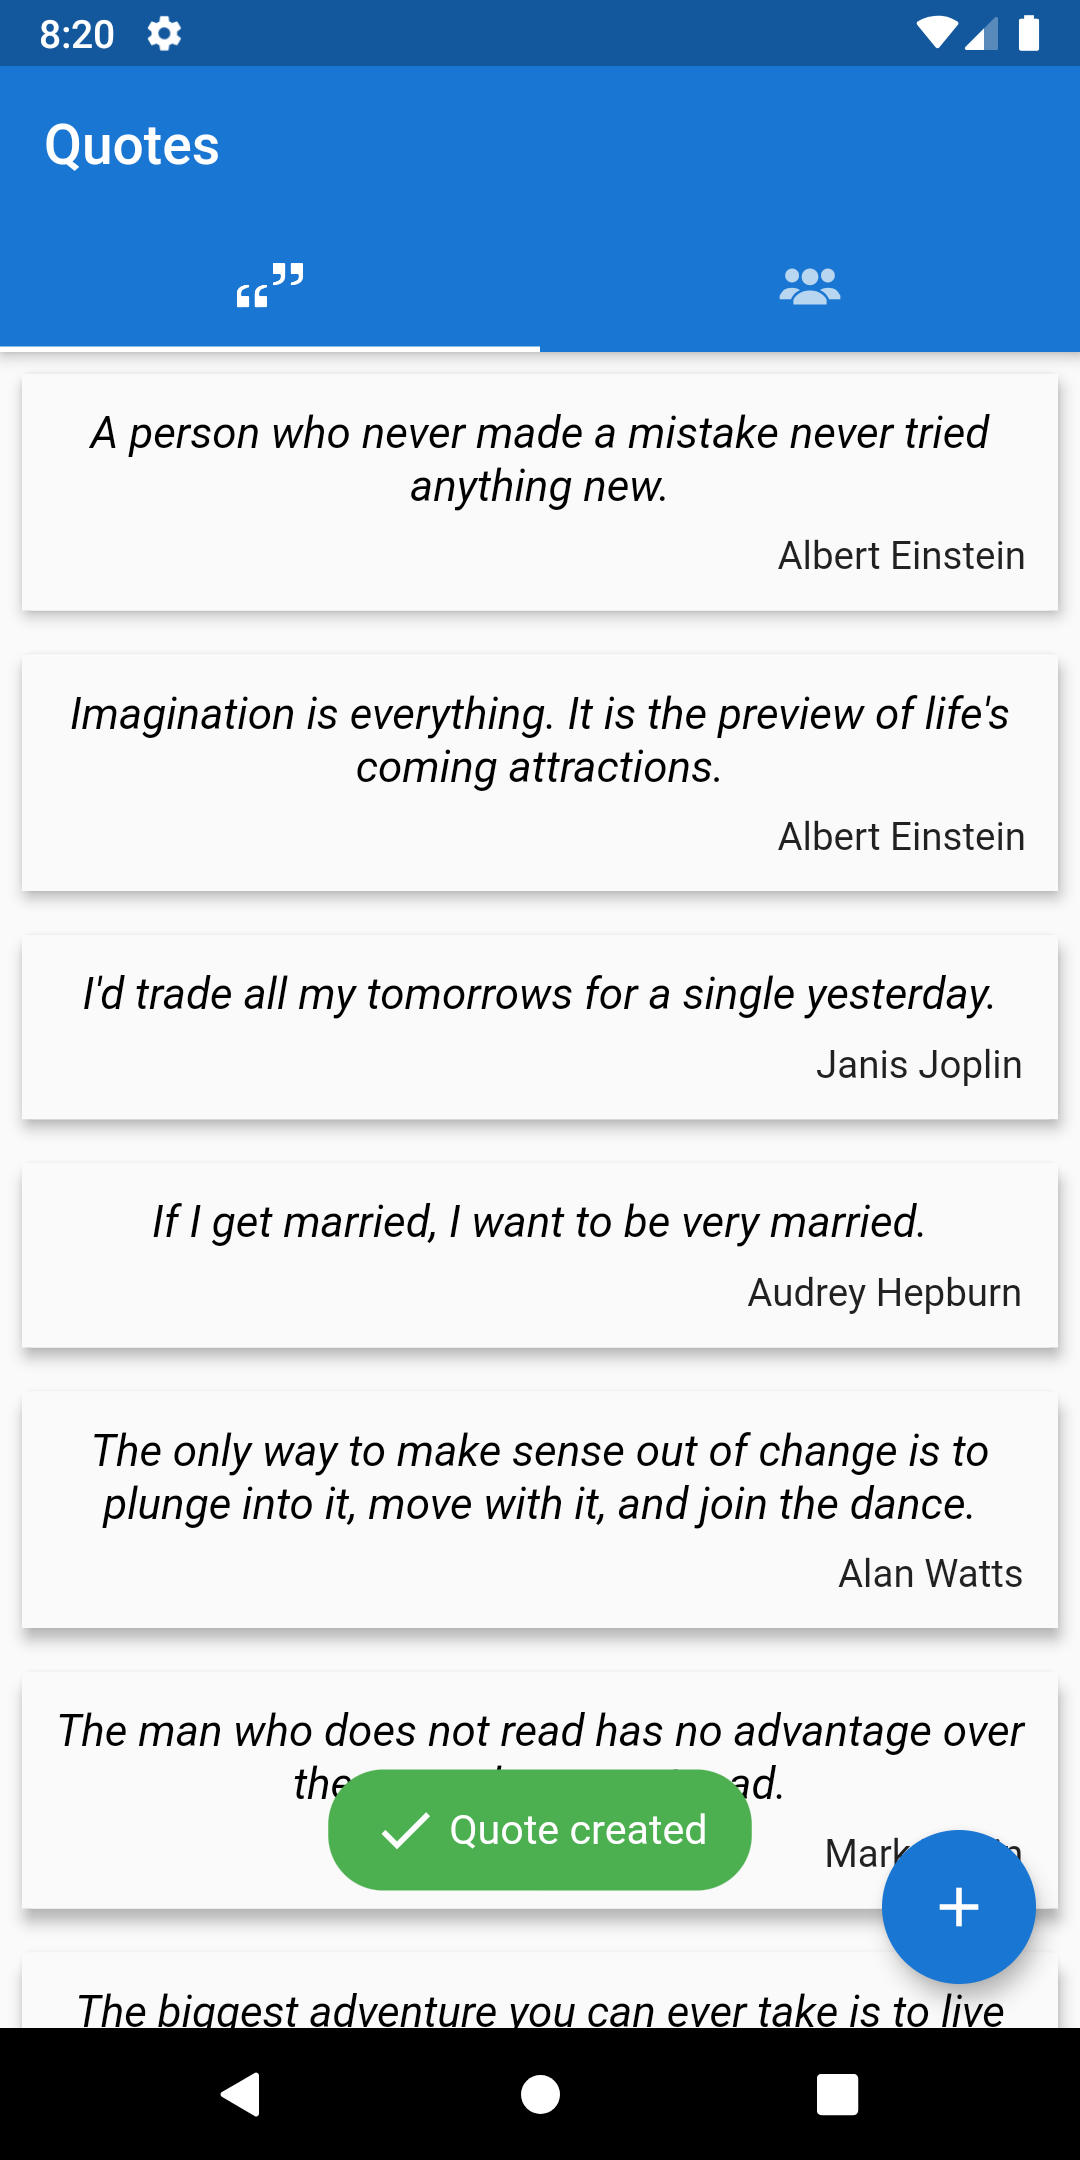 8:20
Quotes
A person who never made a mistake never tried
anything new.
Albert Einstein
Imagination is everything. It is the preview of life's
coming attractions.
Albert Einstein
I'd trade all my tomorrows for a single yesterday.
Janis Joplin
If I get married, I want to be very married.
Audrey Hepburn
The only way to make sense out of change is to
plunge into it, move with it, and join the dance.
Alan Watts
The man who does not read has no advantage over
the
Quote created
Mark
The biggest adventure you can ever take is to live